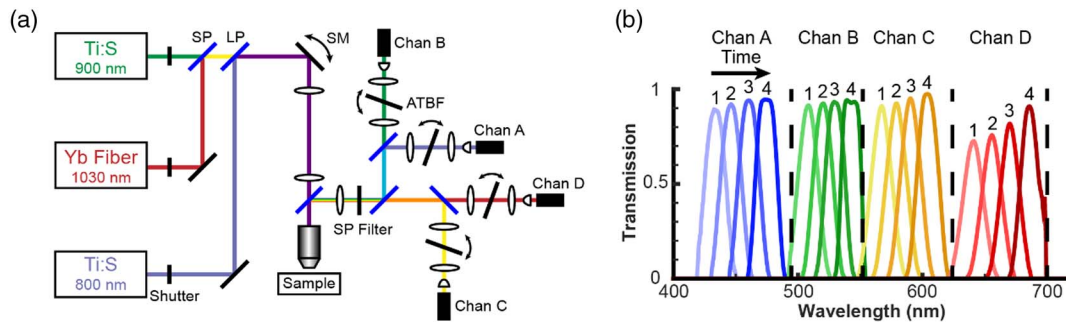 (a)
Ti:S
900 nm
SP
LP
SM
Chan B
ATBF
Chan A
Yb Fiber
1030 nm
Chan D
SP Filter
Ti:S
800 nm
Shutter
Sample
Chan C
(b)
Chan A
Chan B
Chan C
Chan D
Time
1 2 3 4
1 2 3 4
1 2 3 4
1 2 3 4
Transmission
1
0.5
0
400
500
600
700
Wavelength (nm)